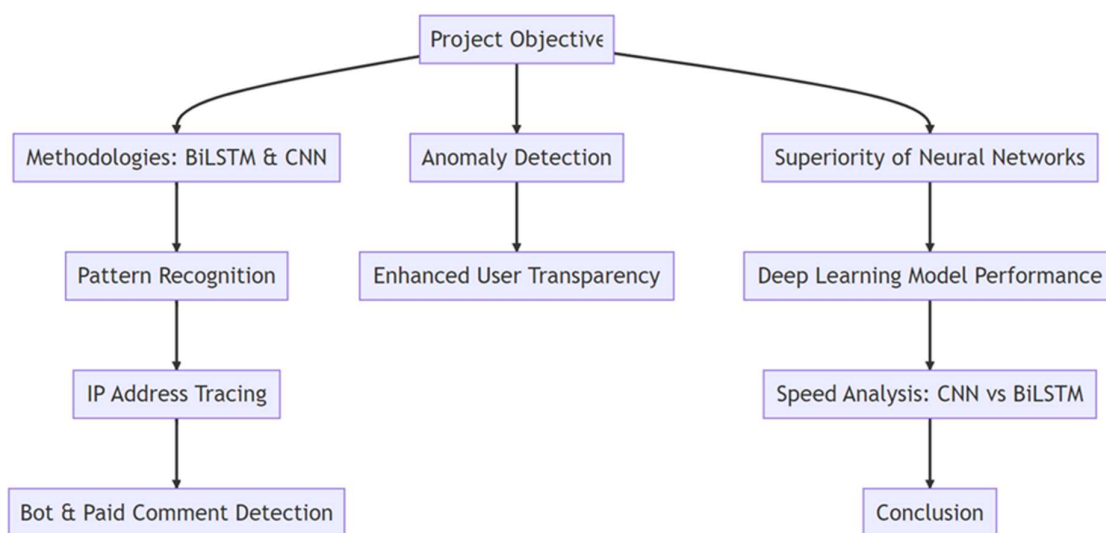 Project Objective
Methodologies: BiLSTM & CNN
Anomaly Detection
Superiority of Neural Networks
Pattern Recognition
Enhanced User Transparency
Deep Learning Model Performance
IP Address Tracing
Speed Analysis: CNN vs BiLSTM
Bot & Paid Comment Detection
Conclusion